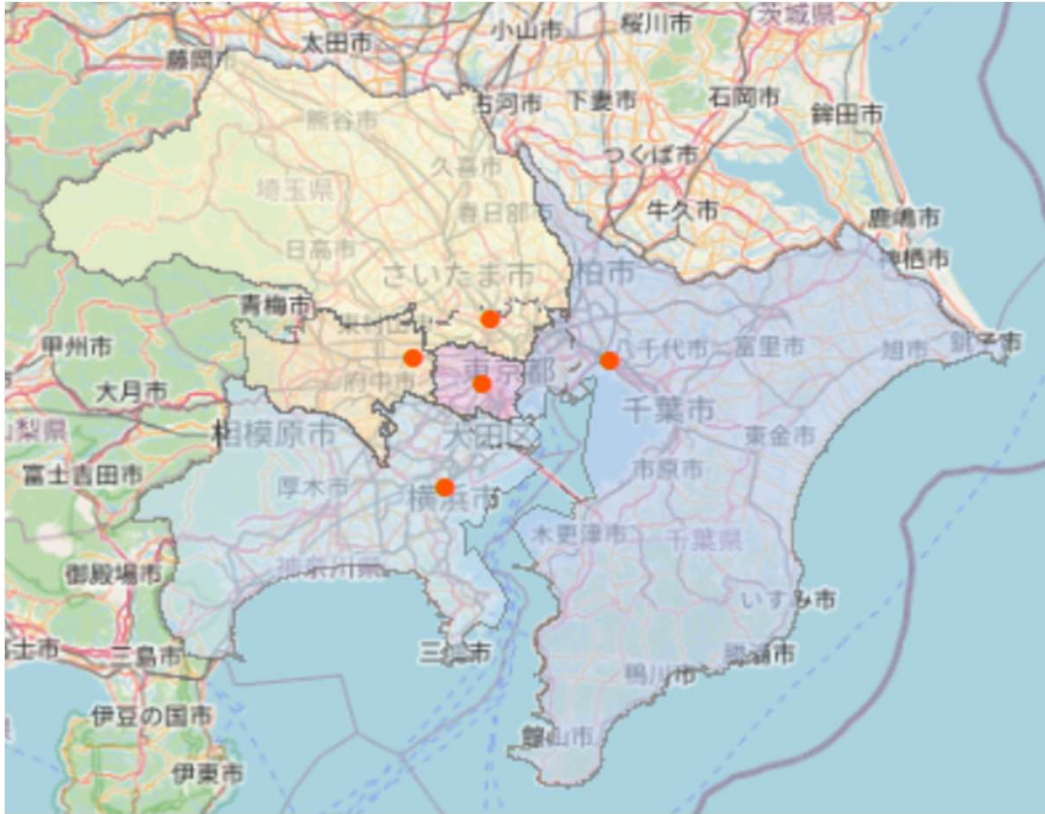 太田市
小山市
桜川市
茨城県
藤岡
古河市
下妻市
石岡市
鉾田市
熊谷市
久喜市
つくば市
埼玉県
春日部市
牛久市
鹿嶋市
日高市
さいたま市
柏市
神栖市
青梅市
甲州市
八千代市
富里市
旭市
銚子市
大月市
府中市
東京都
千葉市
山梨県
相模原市
大田区
東金市
富士吉田市
厚木市
横浜市
市原市
木更津市
千葉県
御殿場市
神奈川県
いすみ市
士市
三島市
三浦市
勝浦市
鴨川市
伊豆の国市
館山市
伊東市